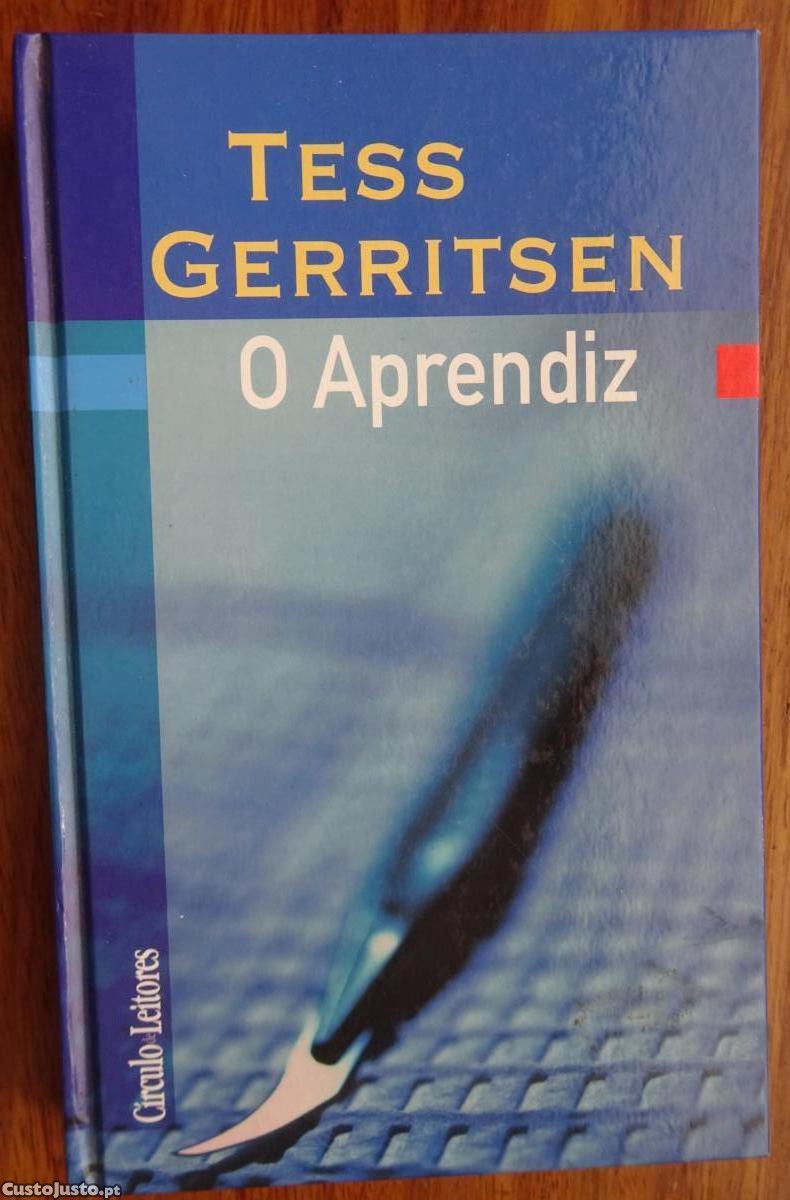 TESS
GERRITSEN
O Aprendiz
Círculo de Leitores
CustoJusto.pt